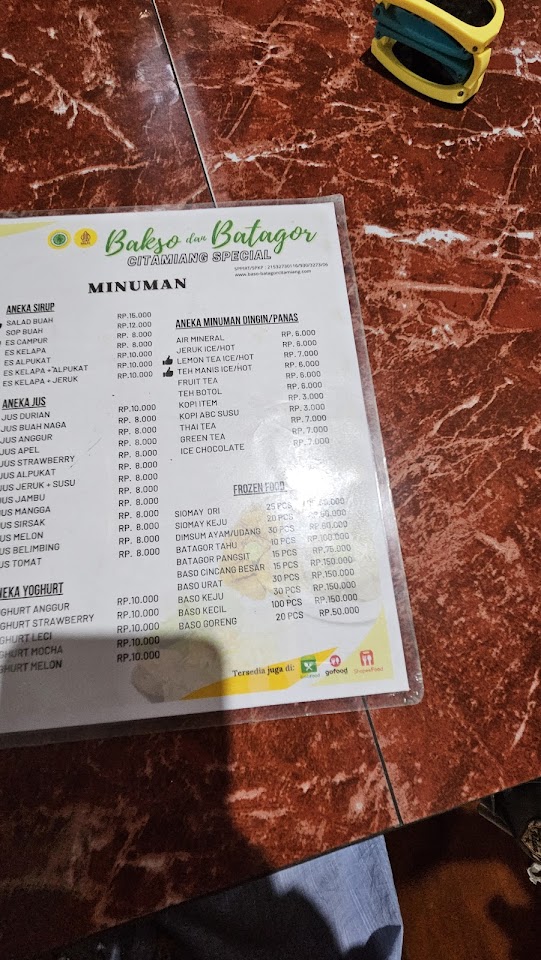 Bakso dan Batagor
CITAMIANG SPECIAL
MINUMAN
ANEKA SIRUP
SALAD BUAH RP.15.000
SOP BUAH RP.12.000
ES CAMPUR RP. 8.000
ES KELAPA RP. 8.000
ES ALPUKAT RP.10.000
ES KELAPA + ALPUKAT RP.10.000
ES KELAPA + JERUK RP.10.000
ANEKA JUS
JUS DURIAN RP.10.000
JUS BUAH NAGA RP. 8.000
JUS ANGGUR RP. 8.000
JUS APEL RP. 8.000
JUS STRAWBERRY RP. 8.000
JUS ALPUKAT RP. 8.000
JUS JERUK + SUSU RP. 8.000
JUS JAMBU RP. 8.000
JUS MANGGA RP. 8.000
JUS SIRSAK RP. 8.000
JUS MELON RP. 8.000
US BELIMBING RP. 8.000
US TOMAT RP. 8.000
NEKA YOGHURT
GHURT ANGGUR RP.10.000
GHURT STRAWBERRY RP.10.000
GHURT LECI RP.10.000
GHURT MOCHA RP.10.000
GHURT MELON RP.10.000
ANEKA MINUMAN DINGIN/PANAS
AIR MINERAL RP. 6.000
JERUK ICE/HOT RP. 6.000
LEMON TEA ICE/HOT RP. 7.000
TEH MANIS ICE/HOT RP. 6.000
FRUIT TEA RP. 6.000
TEH BOTOL RP. 6.000
KOPI ITEM RP. 3.000
KOPI ABC SUSU RP. 3.000
THAI TEA RP. 7.000
GREEN TEA RP. 7.000
ICE CHOCOLATE RP. 7.000
FROZEN FOOD
SIOMAY ORI 25 PCS
SIOMAY KEJU 20 PCS RP. 50.000
DIMSUM AYAM/UDANG 30 PCS RP. 60.000
BATAGOR TAHU 10 PCS RP.100.000
BATAGOR PANGSIT 15 PCS RP.75.000
BASO CINCANG BESAR 15 PCS RP.150.000
BASO URAT 30 PCS RP.150.000
BASO KEJU 30 PCS RP.150.000
BASO KECIL 100 PCS RP.150.000
BASO GORENG 20 PCS RP.50.000
Tersedia juga di: gofood